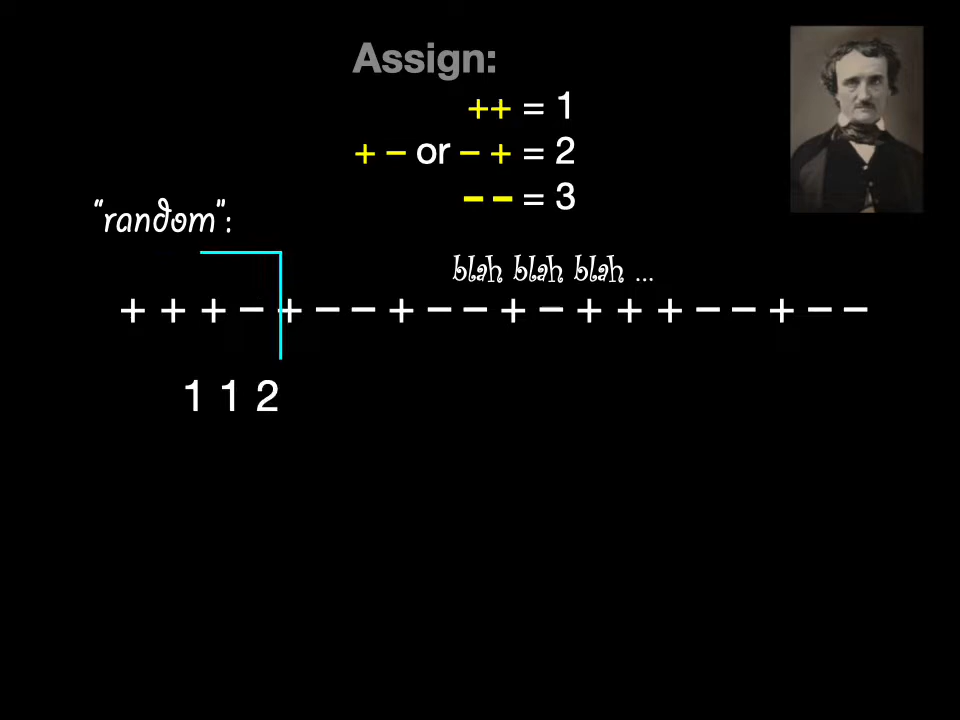 Assign:
++ = 1
+ – or – + = 2
– – = 3
"random":
blah blah blah ...
+ + + – + – – + – – + – + + + – – + – –
1 1 2